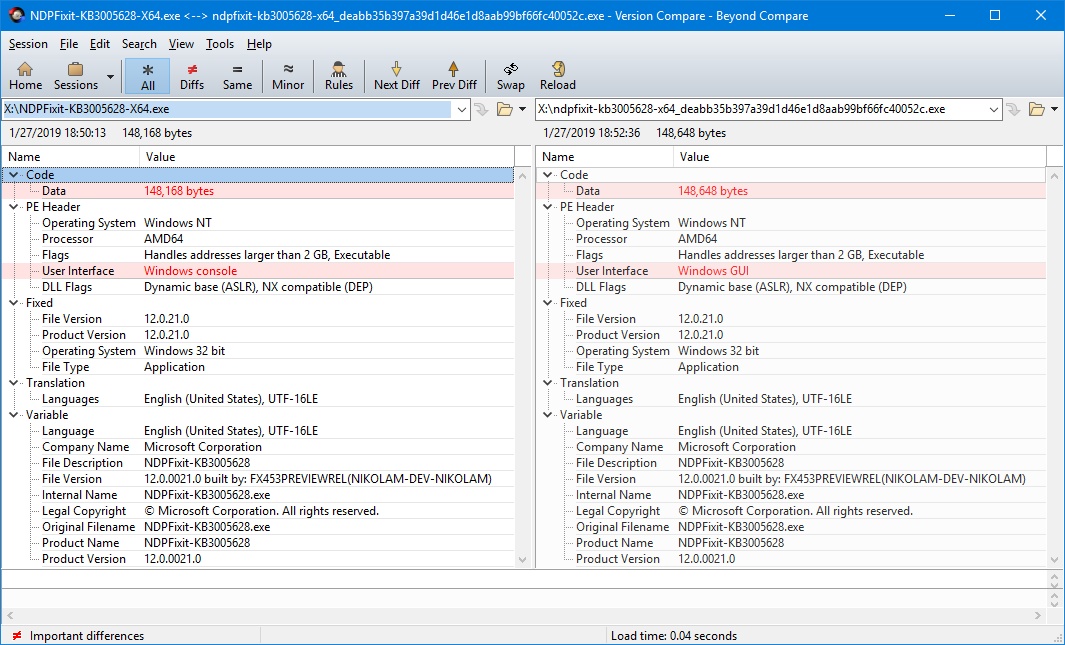 NDPFixit-KB3005628-X64.exe <--> ndpfixit-kb3005628-x64_deabb35b397a39d1d46e1d8aab99bf66fc40052c.exe - Version Compare - Beyond Compare
Session File Edit Search View Tools Help
Home Sessions * All ≠ Diffs = Same ≈ Minor Rules Next Diff Prev Diff Swap Reload
X:\NDPFixit-KB3005628-X64.exe X:\ndpfixit-kb3005628-x64_deabb35b397a39d1d46e1d8aab99bf66fc40052c.exe
1/27/2019 18:50:13 148,168 bytes 1/27/2019 18:52:36 148,648 bytes
Name Value Name Value
Code Code
Data 148,168 bytes Data 148,648 bytes
PE Header PE Header
Operating System Windows NT Operating System Windows NT
Processor AMD64 Processor AMD64
Flags Handles addresses larger than 2 GB, Executable Flags Handles addresses larger than 2 GB, Executable
User Interface Windows console User Interface Windows GUI
DLL Flags Dynamic base (ASLR), NX compatible (DEP) DLL Flags Dynamic base (ASLR), NX compatible (DEP)
Fixed Fixed
File Version 12.0.21.0 File Version 12.0.21.0
Product Version 12.0.21.0 Product Version 12.0.21.0
Operating System Windows 32 bit Operating System Windows 32 bit
File Type Application File Type Application
Translation Translation
Languages English (United States), UTF-16LE Languages English (United States), UTF-16LE
Variable Variable
Language English (United States), UTF-16LE Language English (United States), UTF-16LE
Company Name Microsoft Corporation Company Name Microsoft Corporation
File Description NDPFixit-KB3005628 File Description NDPFixit-KB3005628
File Version 12.0.0021.0 built by: FX453PREVIEWREL(NIKOLAM-DEV-NIKOLAM) File Version 12.0.0021.0 built by: FX453PREVIEWREL(NIKOLAM-DEV-NIKOLAM)
Internal Name NDPFixit-KB3005628.exe Internal Name NDPFixit-KB3005628.exe
Legal Copyright © Microsoft Corporation. All rights reserved. Legal Copyright © Microsoft Corporation. All rights reserved.
Original Filename NDPFixit-KB3005628.exe Original Filename NDPFixit-KB3005628.exe
Product Name NDPFixit-KB3005628 Product Name NDPFixit-KB3005628
Product Version 12.0.0021.0 Product Version 12.0.0021.0
≠ Important differences Load time: 0.04 seconds